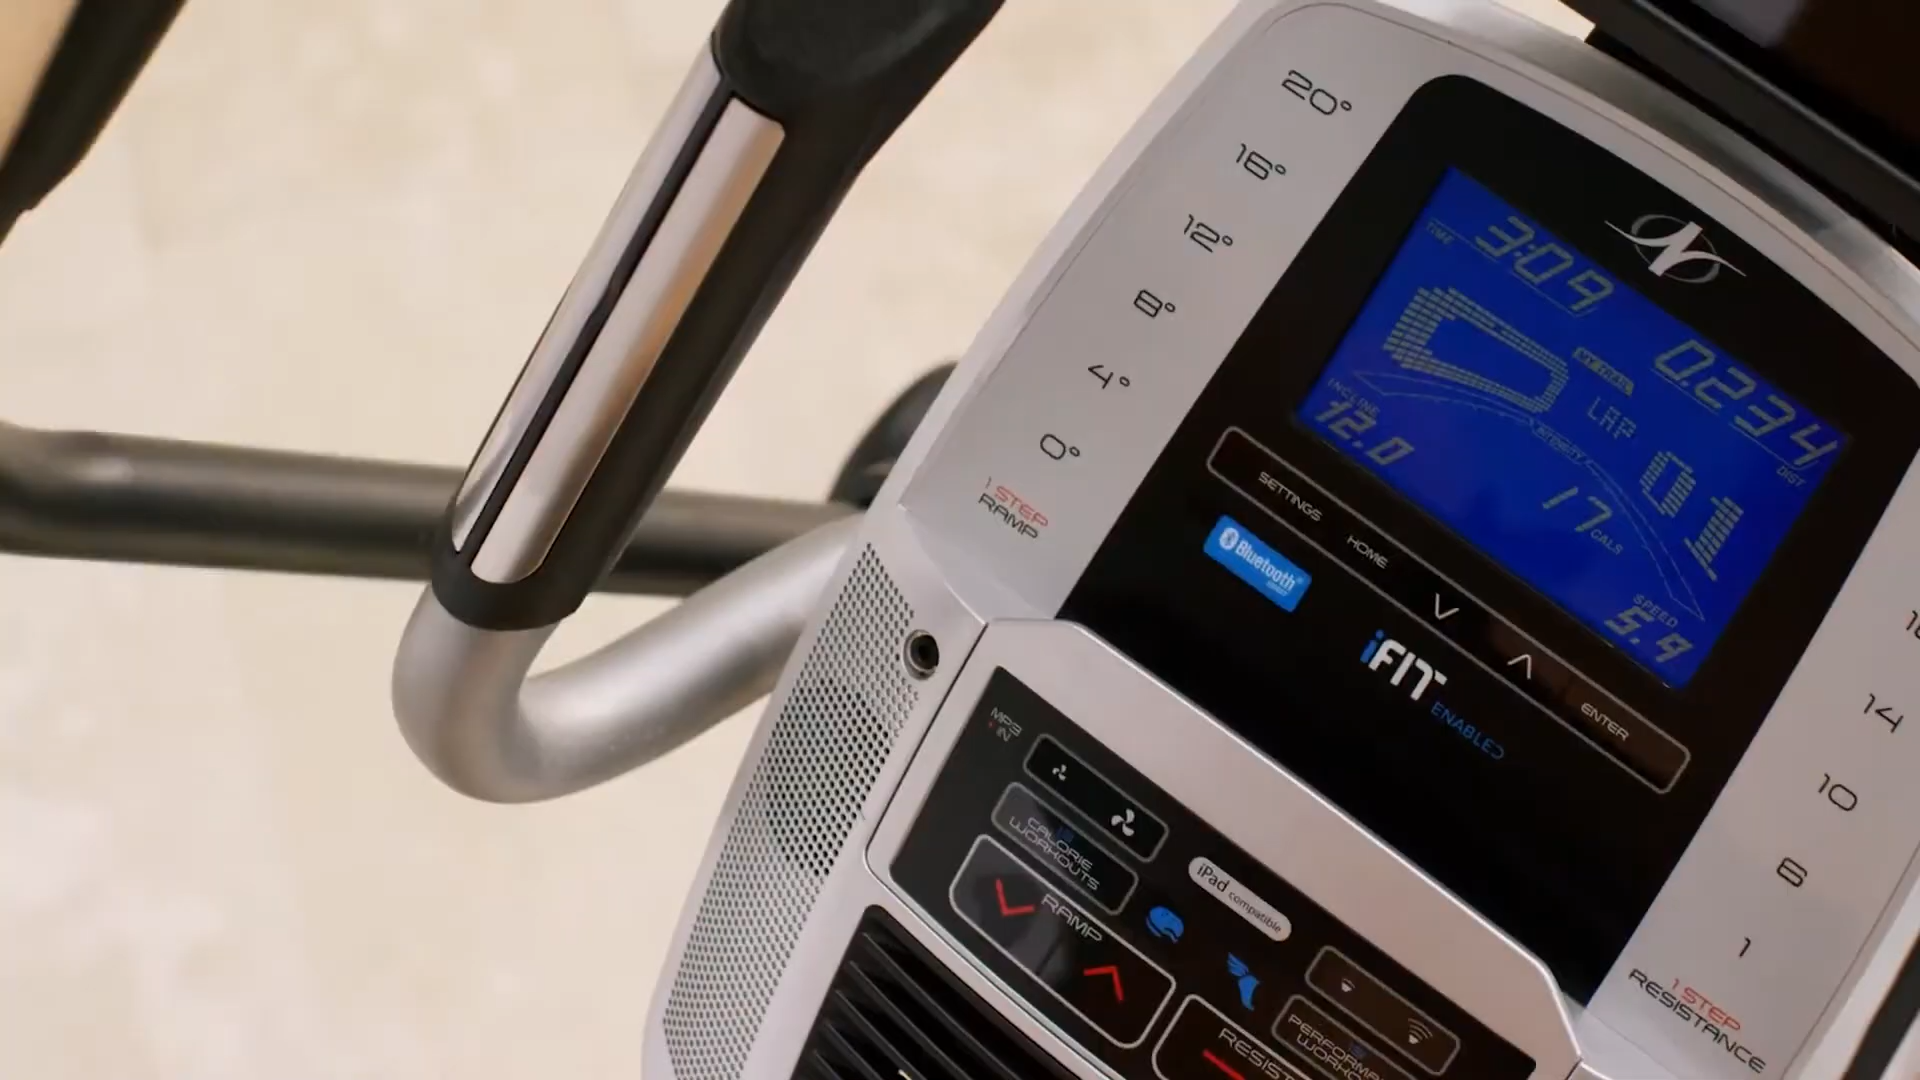 20°
16°
12°
8°
4°
0°
1 STEP
RAMP
TIME
3:09
MY TRAIL
0.234
DIST
LAP
01
INCLINE
12.0
INTENSITY
17
CALS
SPEED
5.9
SETTINGS
HOME
ENTER
Bluetooth
iFIT
ENABLED
14
10
6
1
1 STEP
RESISTANCE
MP3
IN
CALORIE
WORKOUTS
RAMP
iPad compatible